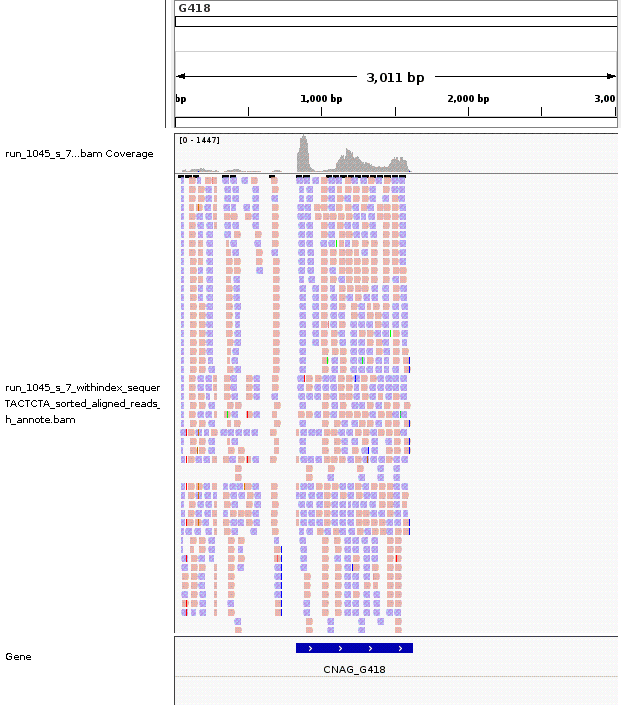 G418
3,011 bp
bp 1,000 bp 2,000 bp 3,00
run_1045_s_7...bam Coverage
[0 - 1447]
run_1045_s_7_withindex_sequer
TACTCTA_sorted_aligned_reads_
h_annote.bam
Gene
CNAG_G418